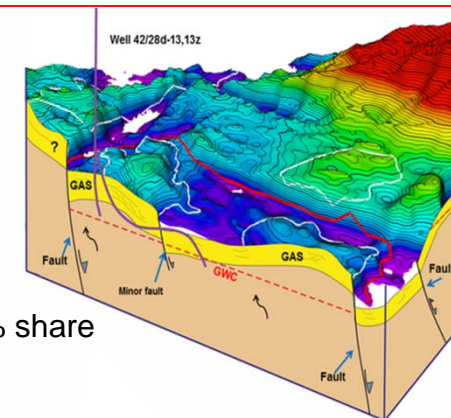 Well 42/28d-13,13z
?
GAS
GAS
GWC
Fault
Minor fault
Fault
Fault
share